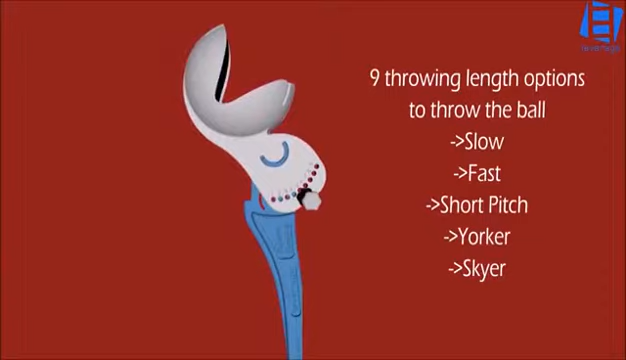 9 throwing length options
to throw the ball
->Slow
->Fast
->Short Pitch
->Yorker
->Skyer